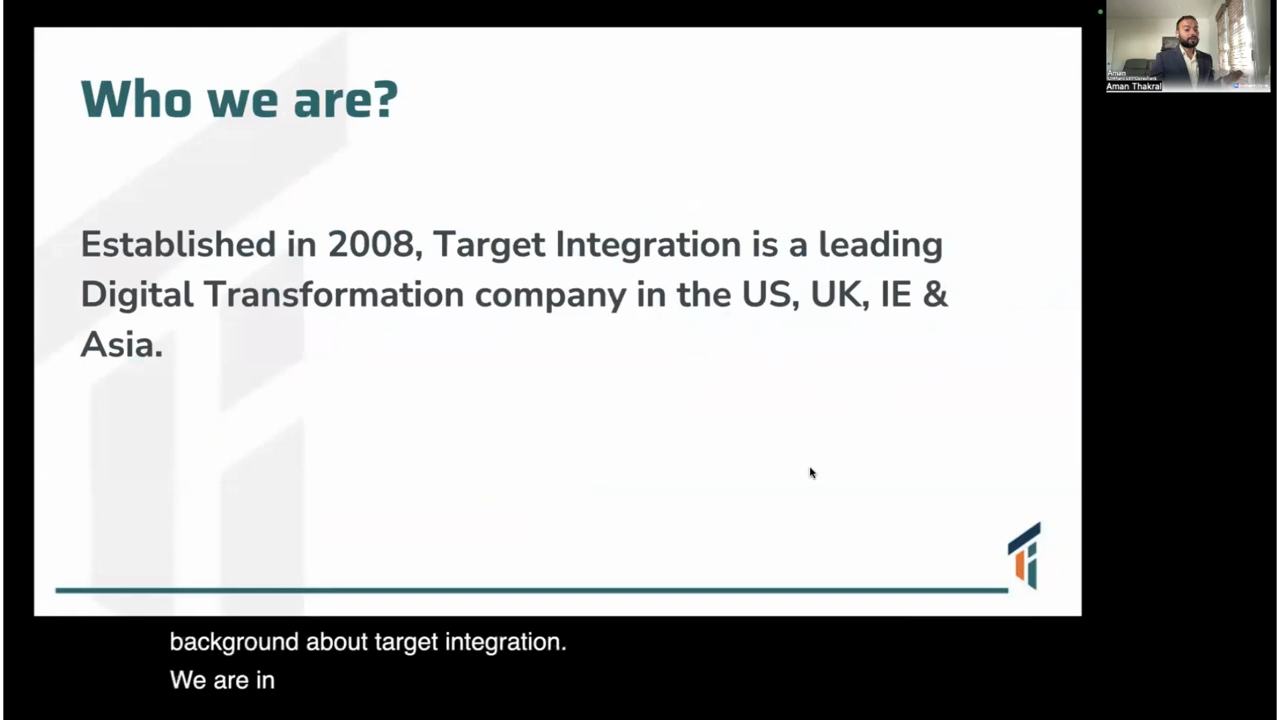 Who we are?
Established in 2008, Target Integration is a leading
Digital Transformation company in the US, UK, IE &
Asia.
Aman
Aman Thakral
background about target integration.
We are in